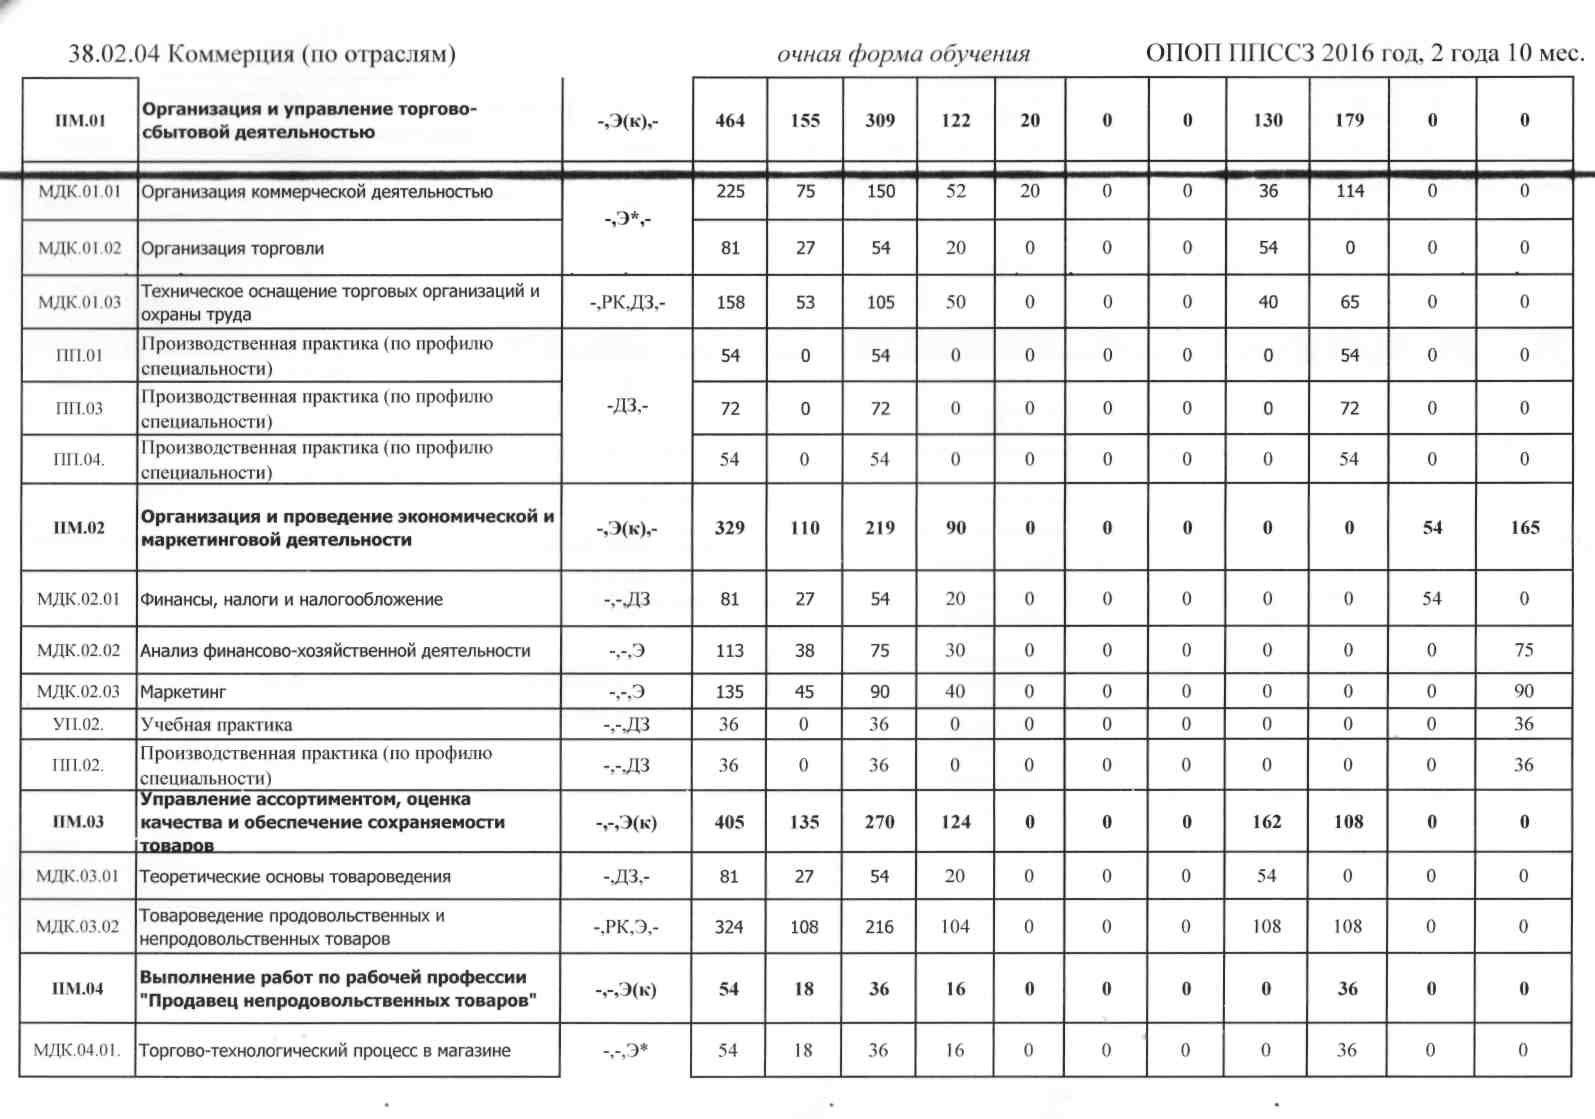 38.02.04 Коммерция (по отраслям) очная форма обучения ОПОП ППССЗ 2016 год, 2 года 10 мес.
ПМ.01 Организация и управление торгово-сбытовой деятельностью -,Э(к),- 464 155 309 122 20 0 0 130 179 0 0
МДК.01.01 Организация коммерческой деятельностью -,Э*,- 225 75 150 52 20 0 0 36 114 0 0
МДК.01.02 Организация торговли 81 27 54 20 0 0 0 54 0 0 0
МДК.01.03 Техническое оснащение торговых организаций и охраны труда -,РК,ДЗ,- 158 53 105 50 0 0 0 40 65 0 0
ПП.01 Производственная практика (по профилю специальности) -ДЗ,- 54 0 54 0 0 0 0 0 54 0 0
ПП.03 Производственная практика (по профилю специальности) 72 0 72 0 0 0 0 0 72 0 0
ПП.04. Производственная практика (по профилю специальности) 54 0 54 0 0 0 0 0 54 0 0
ПМ.02 Организация и проведение экономической и маркетинговой деятельности -,Э(к),- 329 110 219 90 0 0 0 0 0 54 165
МДК.02.01 Финансы, налоги и налогообложение -,-,ДЗ 81 27 54 20 0 0 0 0 0 54 0
МДК.02.02 Анализ финансово-хозяйственной деятельности -,-,Э 113 38 75 30 0 0 0 0 0 0 75
МДК.02.03 Маркетинг -,-,Э 135 45 90 40 0 0 0 0 0 0 90
УП.02. Учебная практика -,-,ДЗ 36 0 36 0 0 0 0 0 0 0 36
ПП.02. Производственная практика (по профилю специальности) -,-,ДЗ 36 0 36 0 0 0 0 0 0 0 36
ПМ.03 Управление ассортиментом, оценка качества и обеспечение сохраняемости товаров -,-,Э(к) 405 135 270 124 0 0 0 162 108 0 0
МДК.03.01 Теоретические основы товароведения -,ДЗ,- 81 27 54 20 0 0 0 54 0 0 0
МДК.03.02 Товароведение продовольственных и непродовольственных товаров -,РК,Э,- 324 108 216 104 0 0 0 108 108 0 0
ПМ.04 Выполнение работ по рабочей профессии "Продавец непродовольственных товаров" -,-,Э(к) 54 18 36 16 0 0 0 0 36 0 0
МДК.04.01. Торгово-технологический процесс в магазине -,-,Э* 54 18 36 16 0 0 0 0 36 0 0